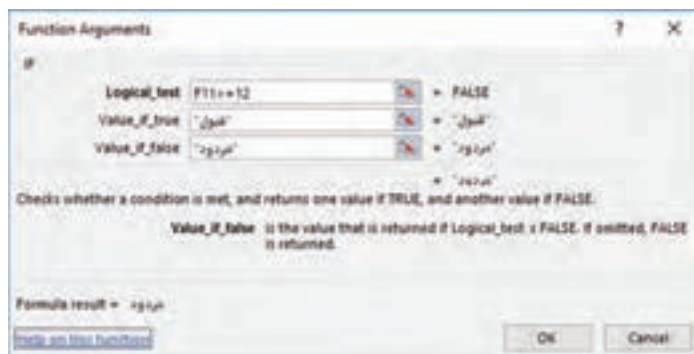 Function Arguments ? ×
IF
Logical_test P11>=12 = FALSE
Value_if_true "قبول" = "قبول"
Value_if_false "مردود" = "مردود"
= "مردود"
Checks whether a condition is met, and returns one value if TRUE, and another value if FALSE.
Value_if_false is the value that is returned if Logical_test is FALSE. If omitted, FALSE
is returned.
Formula result = مردود
Help on this function OK Cancel